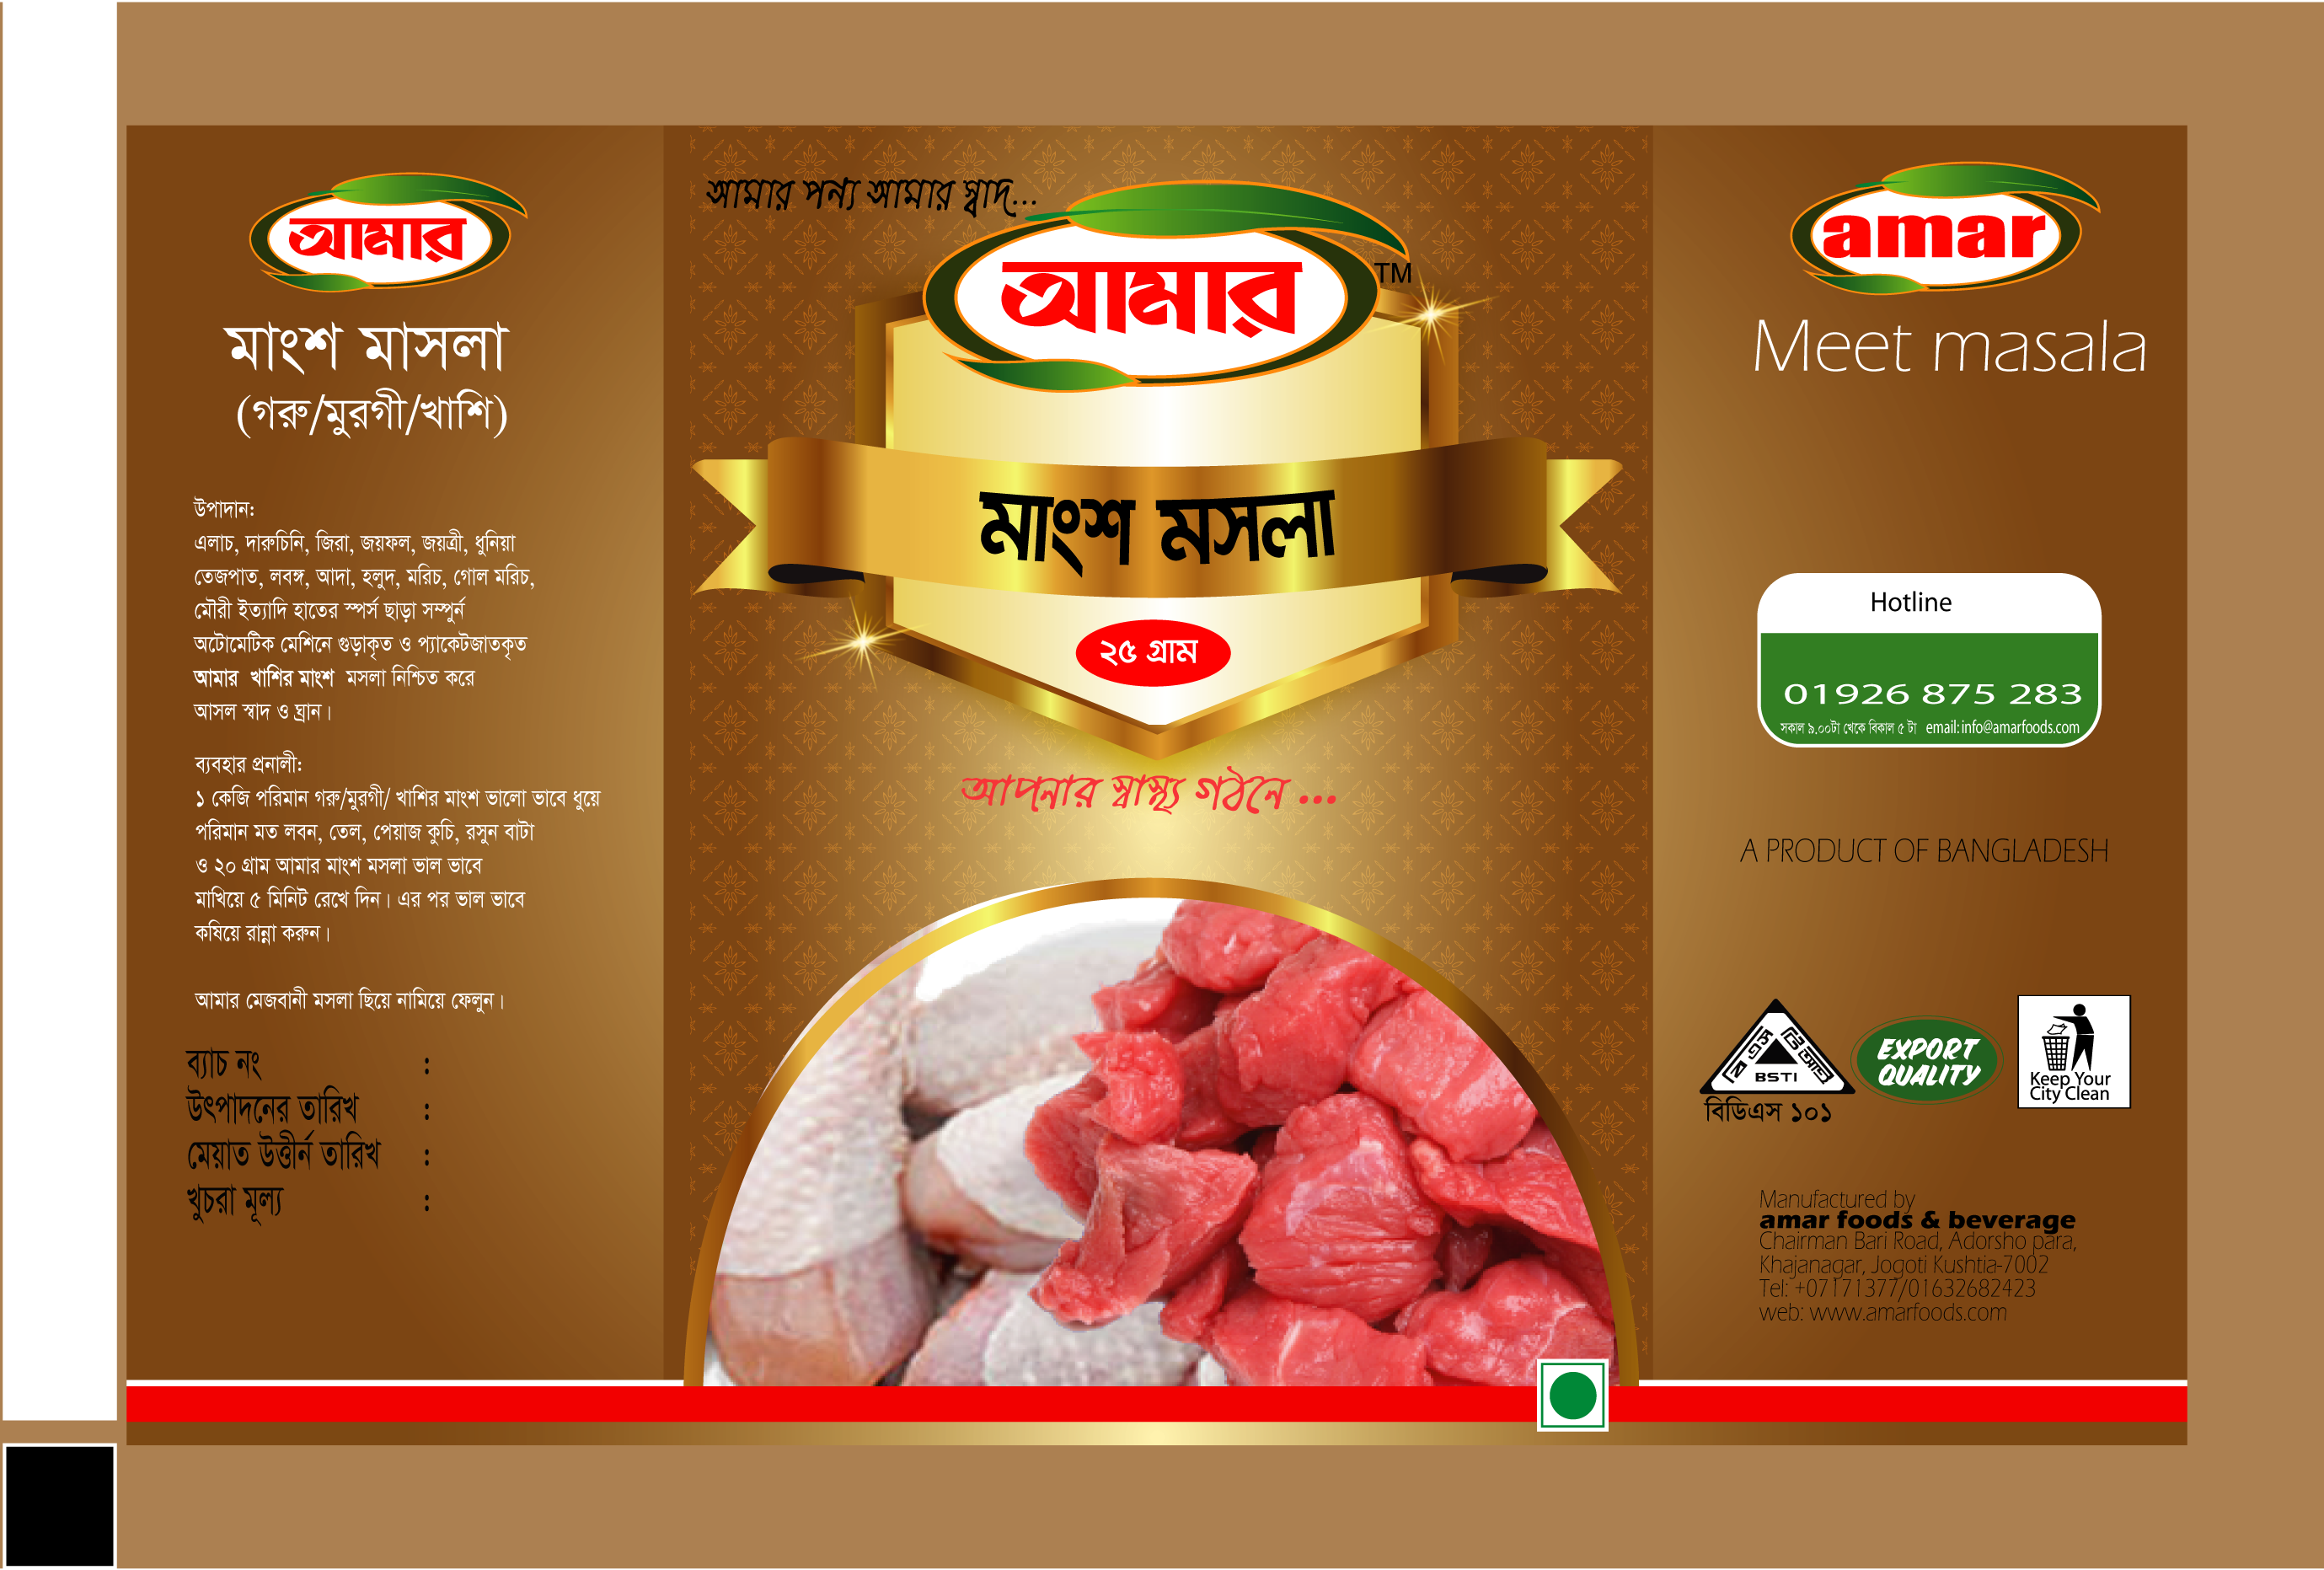 আমার
মাংশ মাসলা
(গরু/মুরগী/খাশি)
উপাদান:
এলাচ, দারুচিনি, জিরা, জয়ফল, জয়ত্রী, ধুনিয়া
তেজপাত, লবঙ্গ, আদা, হলুদ, মরিচ, গোল মরিচ,
মৌরী ইত্যাদি হাতের স্পর্স ছাড়া সম্পুর্ন
অটোমেটিক মেশিনে গুড়াকৃত ও প্যাকেটজাতকৃত
আমার খাশির মাংশ মসলা নিশ্চিত করে
আসল স্বাদ ও ঘ্রান।
ব্যবহার প্রনালী:
১ কেজি পরিমান গরু/মুরগী/ খাশির মাংশ ভালো ভাবে ধুয়ে
পরিমান মত লবন, তেল, পেয়াজ কুচি, রসুন বাটা
ও ২০ গ্রাম আমার মাংশ মসলা ভাল ভাবে
মাখিয়ে ৫ মিনিট রেখে দিন। এর পর ভাল ভাবে
কষিয়ে রান্না করুন।
আমার মেজবানী মসলা ছিয়ে নামিয়ে ফেলুন।
ব্যাচ নং :
উৎপাদনের তারিখ :
মেয়াত উত্তীর্ন তারিখ :
খুচরা মূল্য :
আমার পন্য আমার স্বাদ...
আমার TM
মাংশ মসলা
২৫ গ্রাম
আপনার স্বাস্থ্য গঠনে ...
amar
Meet masala
Hotline
01926 875 283
সকাল ৯.০০টা থেকে বিকাল ৫ টা email: info@amarfoods.com
A PRODUCT OF BANGLADESH
বি এস টি আই
BSTI
বিডিএস ১০১
EXPORT
QUALITY
Keep Your
City Clean
Manufactured by
amar foods & beverage
Chairman Bari Road, Adorsho para,
Khajanagar, Jogoti Kushtia-7002
Tel: +07171377/01632682423
web: www.amarfoods.com